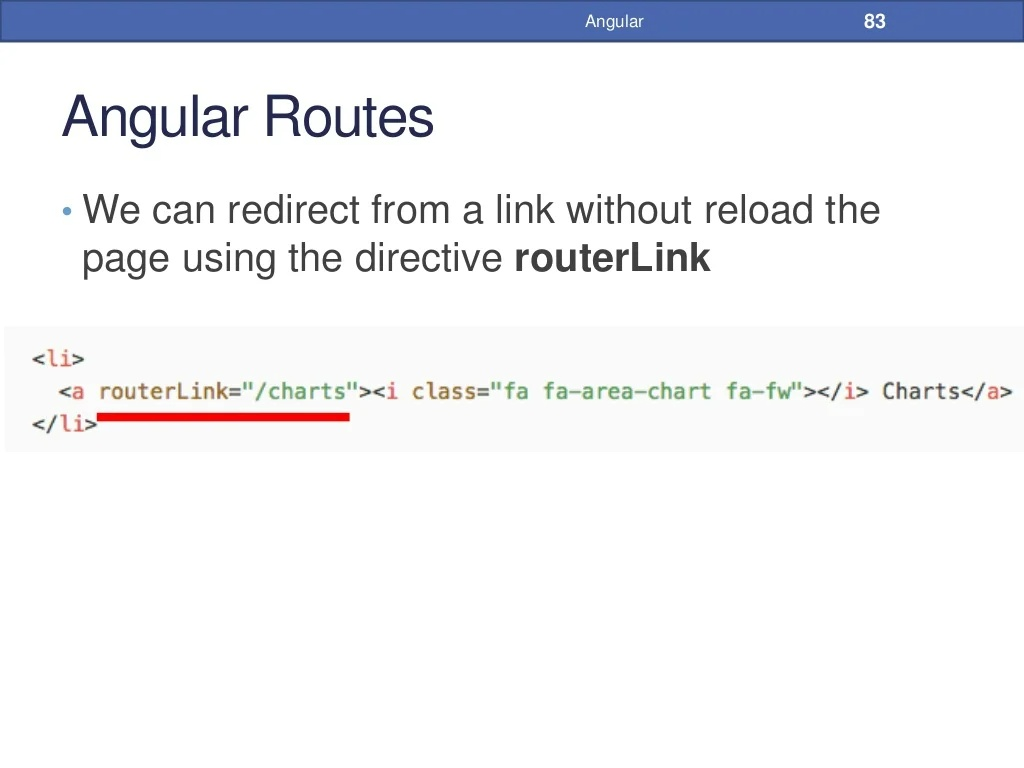 Angular 83
Angular Routes
• We can redirect from a link without reload the
page using the directive routerLink
<li>
<a routerLink="/charts"><i class="fa fa-area-chart fa-fw"></i> Charts</a>
</li>